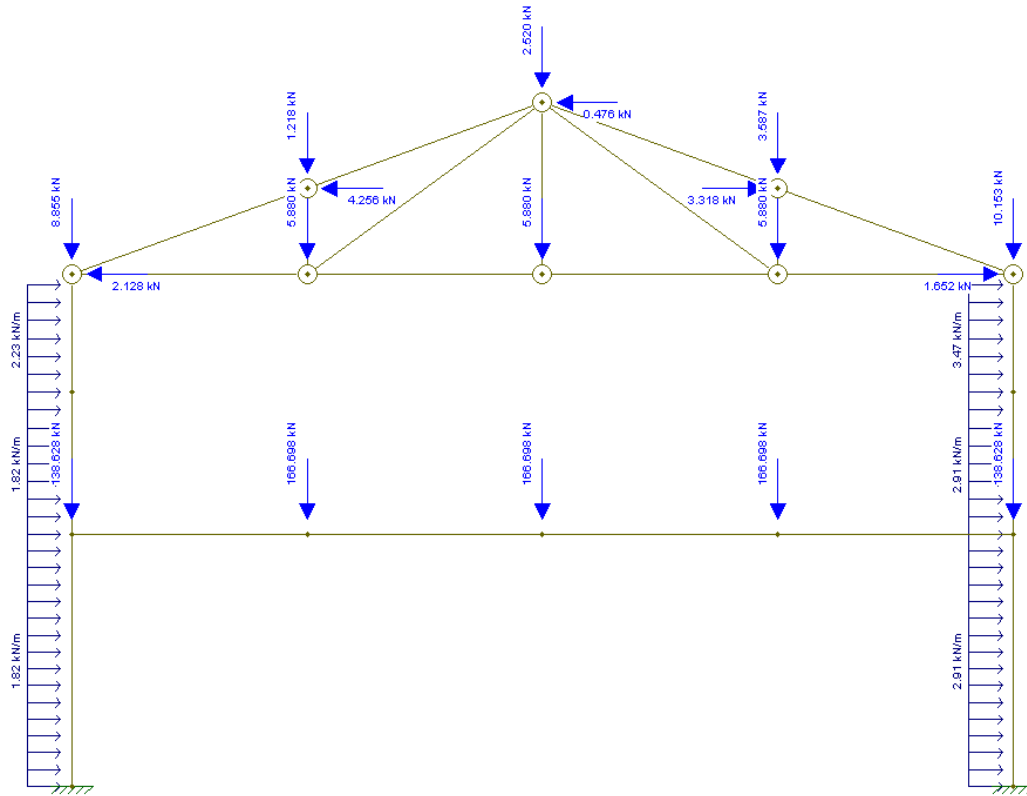 2.520 kN
0.476 kN
1.218 kN
3.587 kN
4.256 kN
3.318 kN
8.855 kN
5.880 kN
5.880 kN
5.880 kN
10.153 kN
2.128 kN
1.652 kN
2.23 kN/m
3.47 kN/m
1.82 kN/m
138.628 kN
166.698 kN
166.698 kN
166.698 kN
2.91 kN/m
138.628 kN
1.82 kN/m
2.91 kN/m